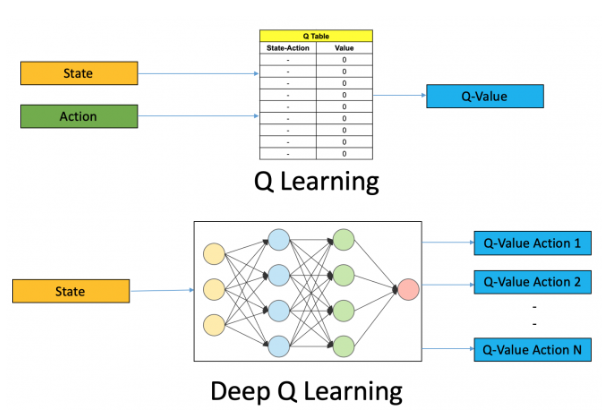 Q Table
State-Action Value
- 0
- 0
- 0
- 0
- 0
- 0
- 0
- 0
- 0
State
Action
Q-Value
Q Learning
State
Q-Value Action 1
Q-Value Action 2
-
-
Q-Value Action N
Deep Q Learning